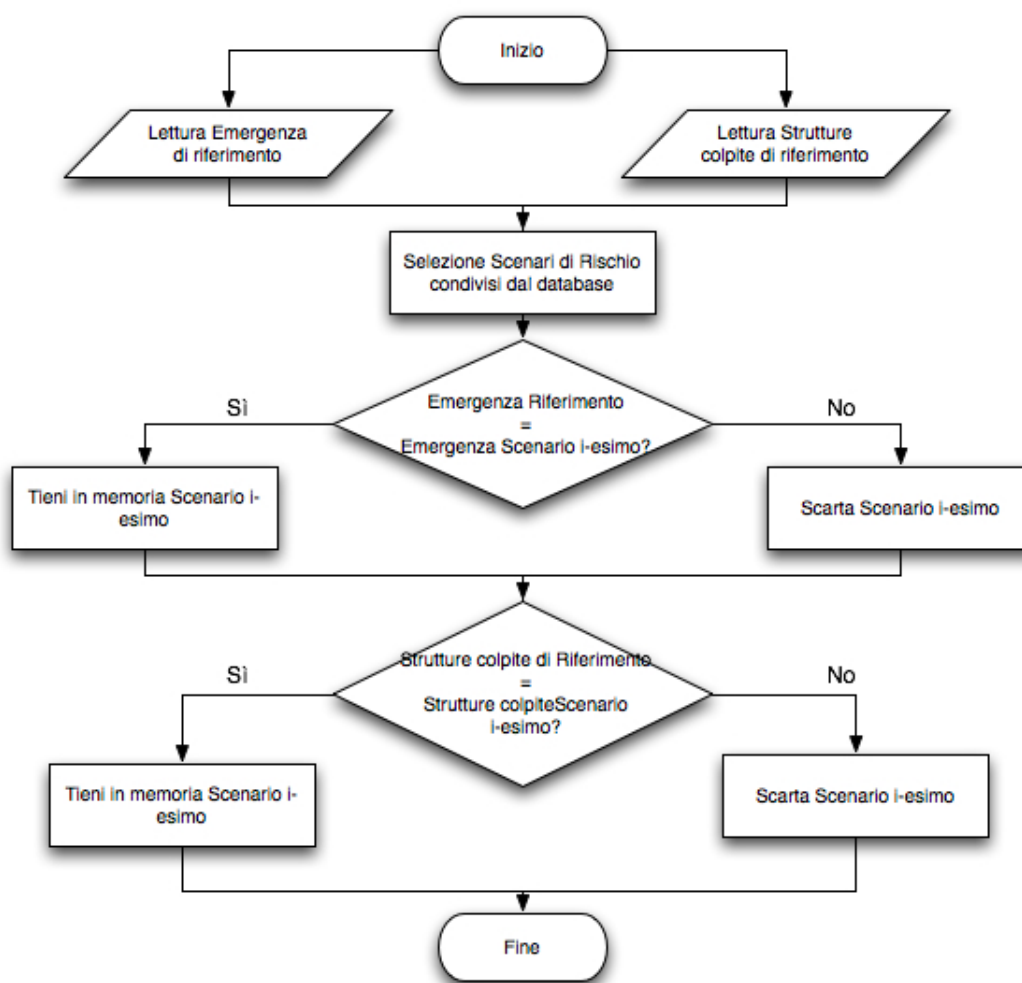 Inizio
Lettura Emergenza
di riferimento
Lettura Strutture
colpite di riferimento
Selezione Scenari di Rischio
condivisi dal database
Emergenza Riferimento
=
Emergenza Scenario i-esimo?
Sì
No
Tieni in memoria Scenario i-
esimo
Scarta Scenario i-esimo
Strutture colpite di Riferimento
=
Strutture colpiteScenario
i-esimo?
Sì
No
Tieni in memoria Scenario i-
esimo
Scarta Scenario i-esimo
Fine